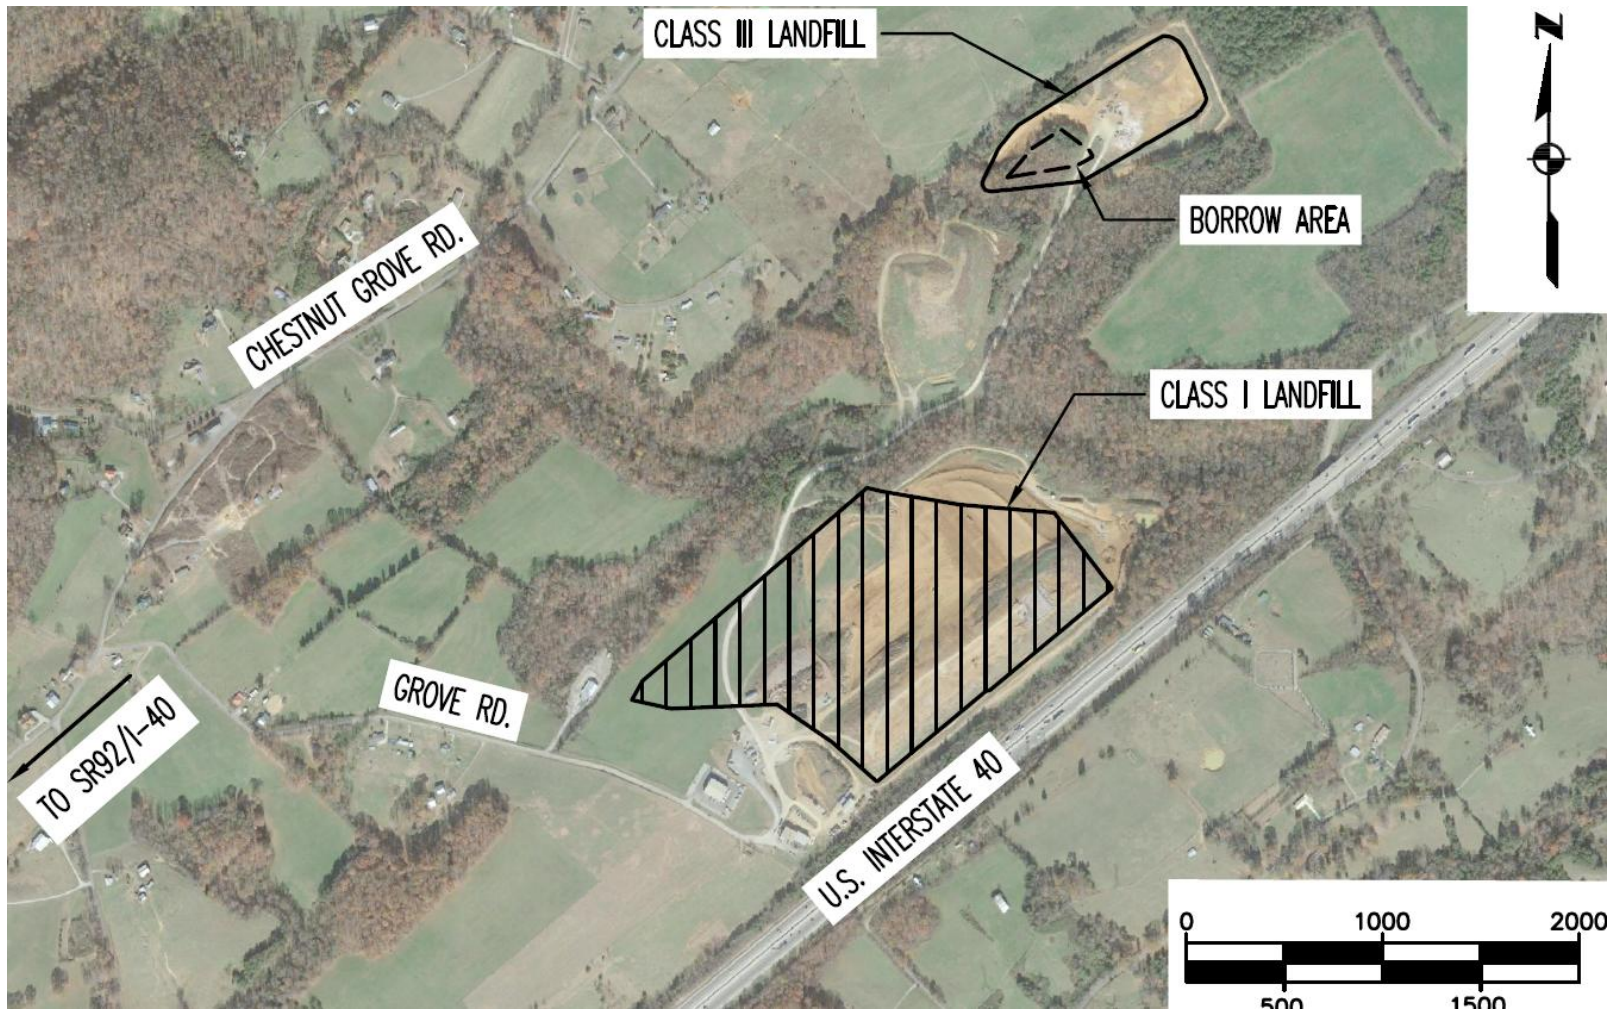 CLASS III LANDFILL
N
BORROW AREA
CHESTNUT GROVE RD.
CLASS I LANDFILL
GROVE RD.
TO SR92/I-40
U.S. INTERSTATE 40
0 1000 2000
500 1500